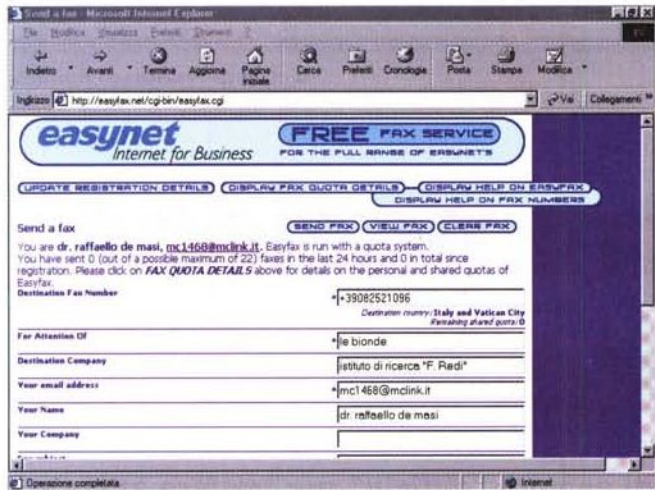 Send a fax - Microsoft Internet Explorer
File Modifica Visualizza Preferiti Strumenti ?
Indietro Avanti Termina Aggiorna Pagina iniziale Cerca Preferiti Cronologia Posta Stampa Modifica
Indirizzo http://easyfax.net/cgi-bin/easyfax.cgi Vai Collegamenti
easynet
Internet for Business
FREE FAX SERVICE
FOR THE FULL RANGE OF EASYNET'S
UPDATE REGISTRATION DETAILS DISPLAY FAX QUOTA DETAILS DISPLAY HELP ON EASYFAX
DISPLAY HELP ON FAX NUMBERS
Send a fax
SEND FAX VIEW FAX CLEAR FAX
You are dr. raffaello de masi, mc1468@mclink.it. Easyfax is run with a quota system.
You have sent 0 (out of a possible maximum of 22) faxes in the last 24 hours and 0 in total since
registration. Please click on FAX QUOTA DETAILS above for details on the personal and shared quotas of
Easyfax.
Destination Fax Number *+39082521096
Destination country: Italy and Vatican City
Remaining shared quota: 0
For Attention Of *le bionde
Destination Company istituto di ricerca "F. Redi"
Your email address *mc1468@mclink.it
Your Name dr. raffaello de masi
Your Company
Operazione completata Internet